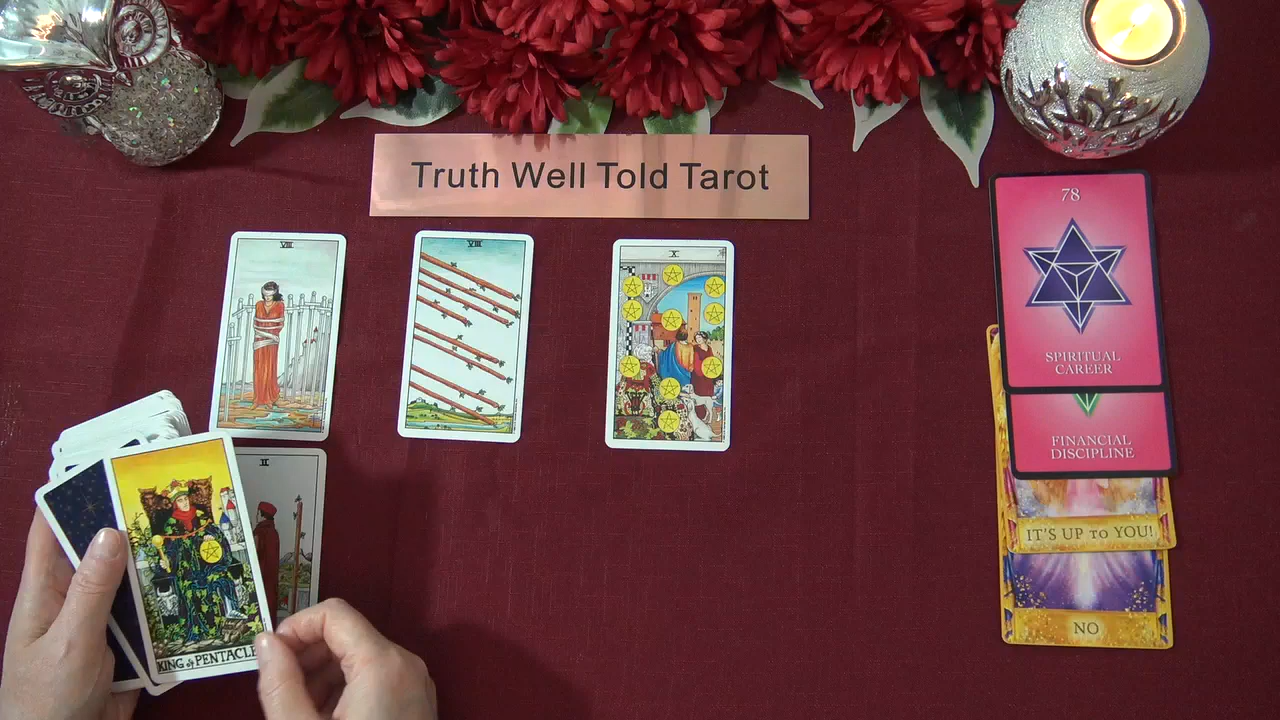 Truth Well Told Tarot
VIII
VIII
X
78
SPIRITUAL
CAREER
FINANCIAL
DISCIPLINE
IT'S UP to YOU!
NO
II
KING of PENTACLE